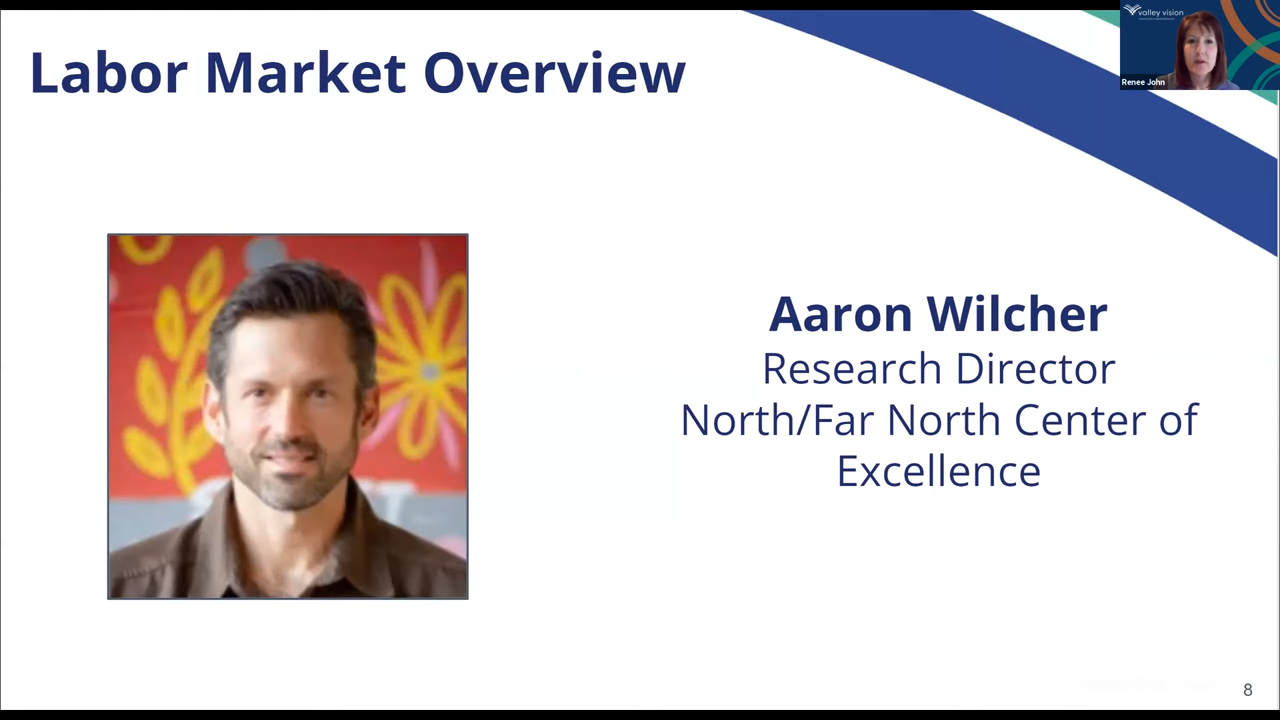 Labor Market Overview
valley vision
Renee John
Aaron Wilcher
Research Director
North/Far North Center of
Excellence
8